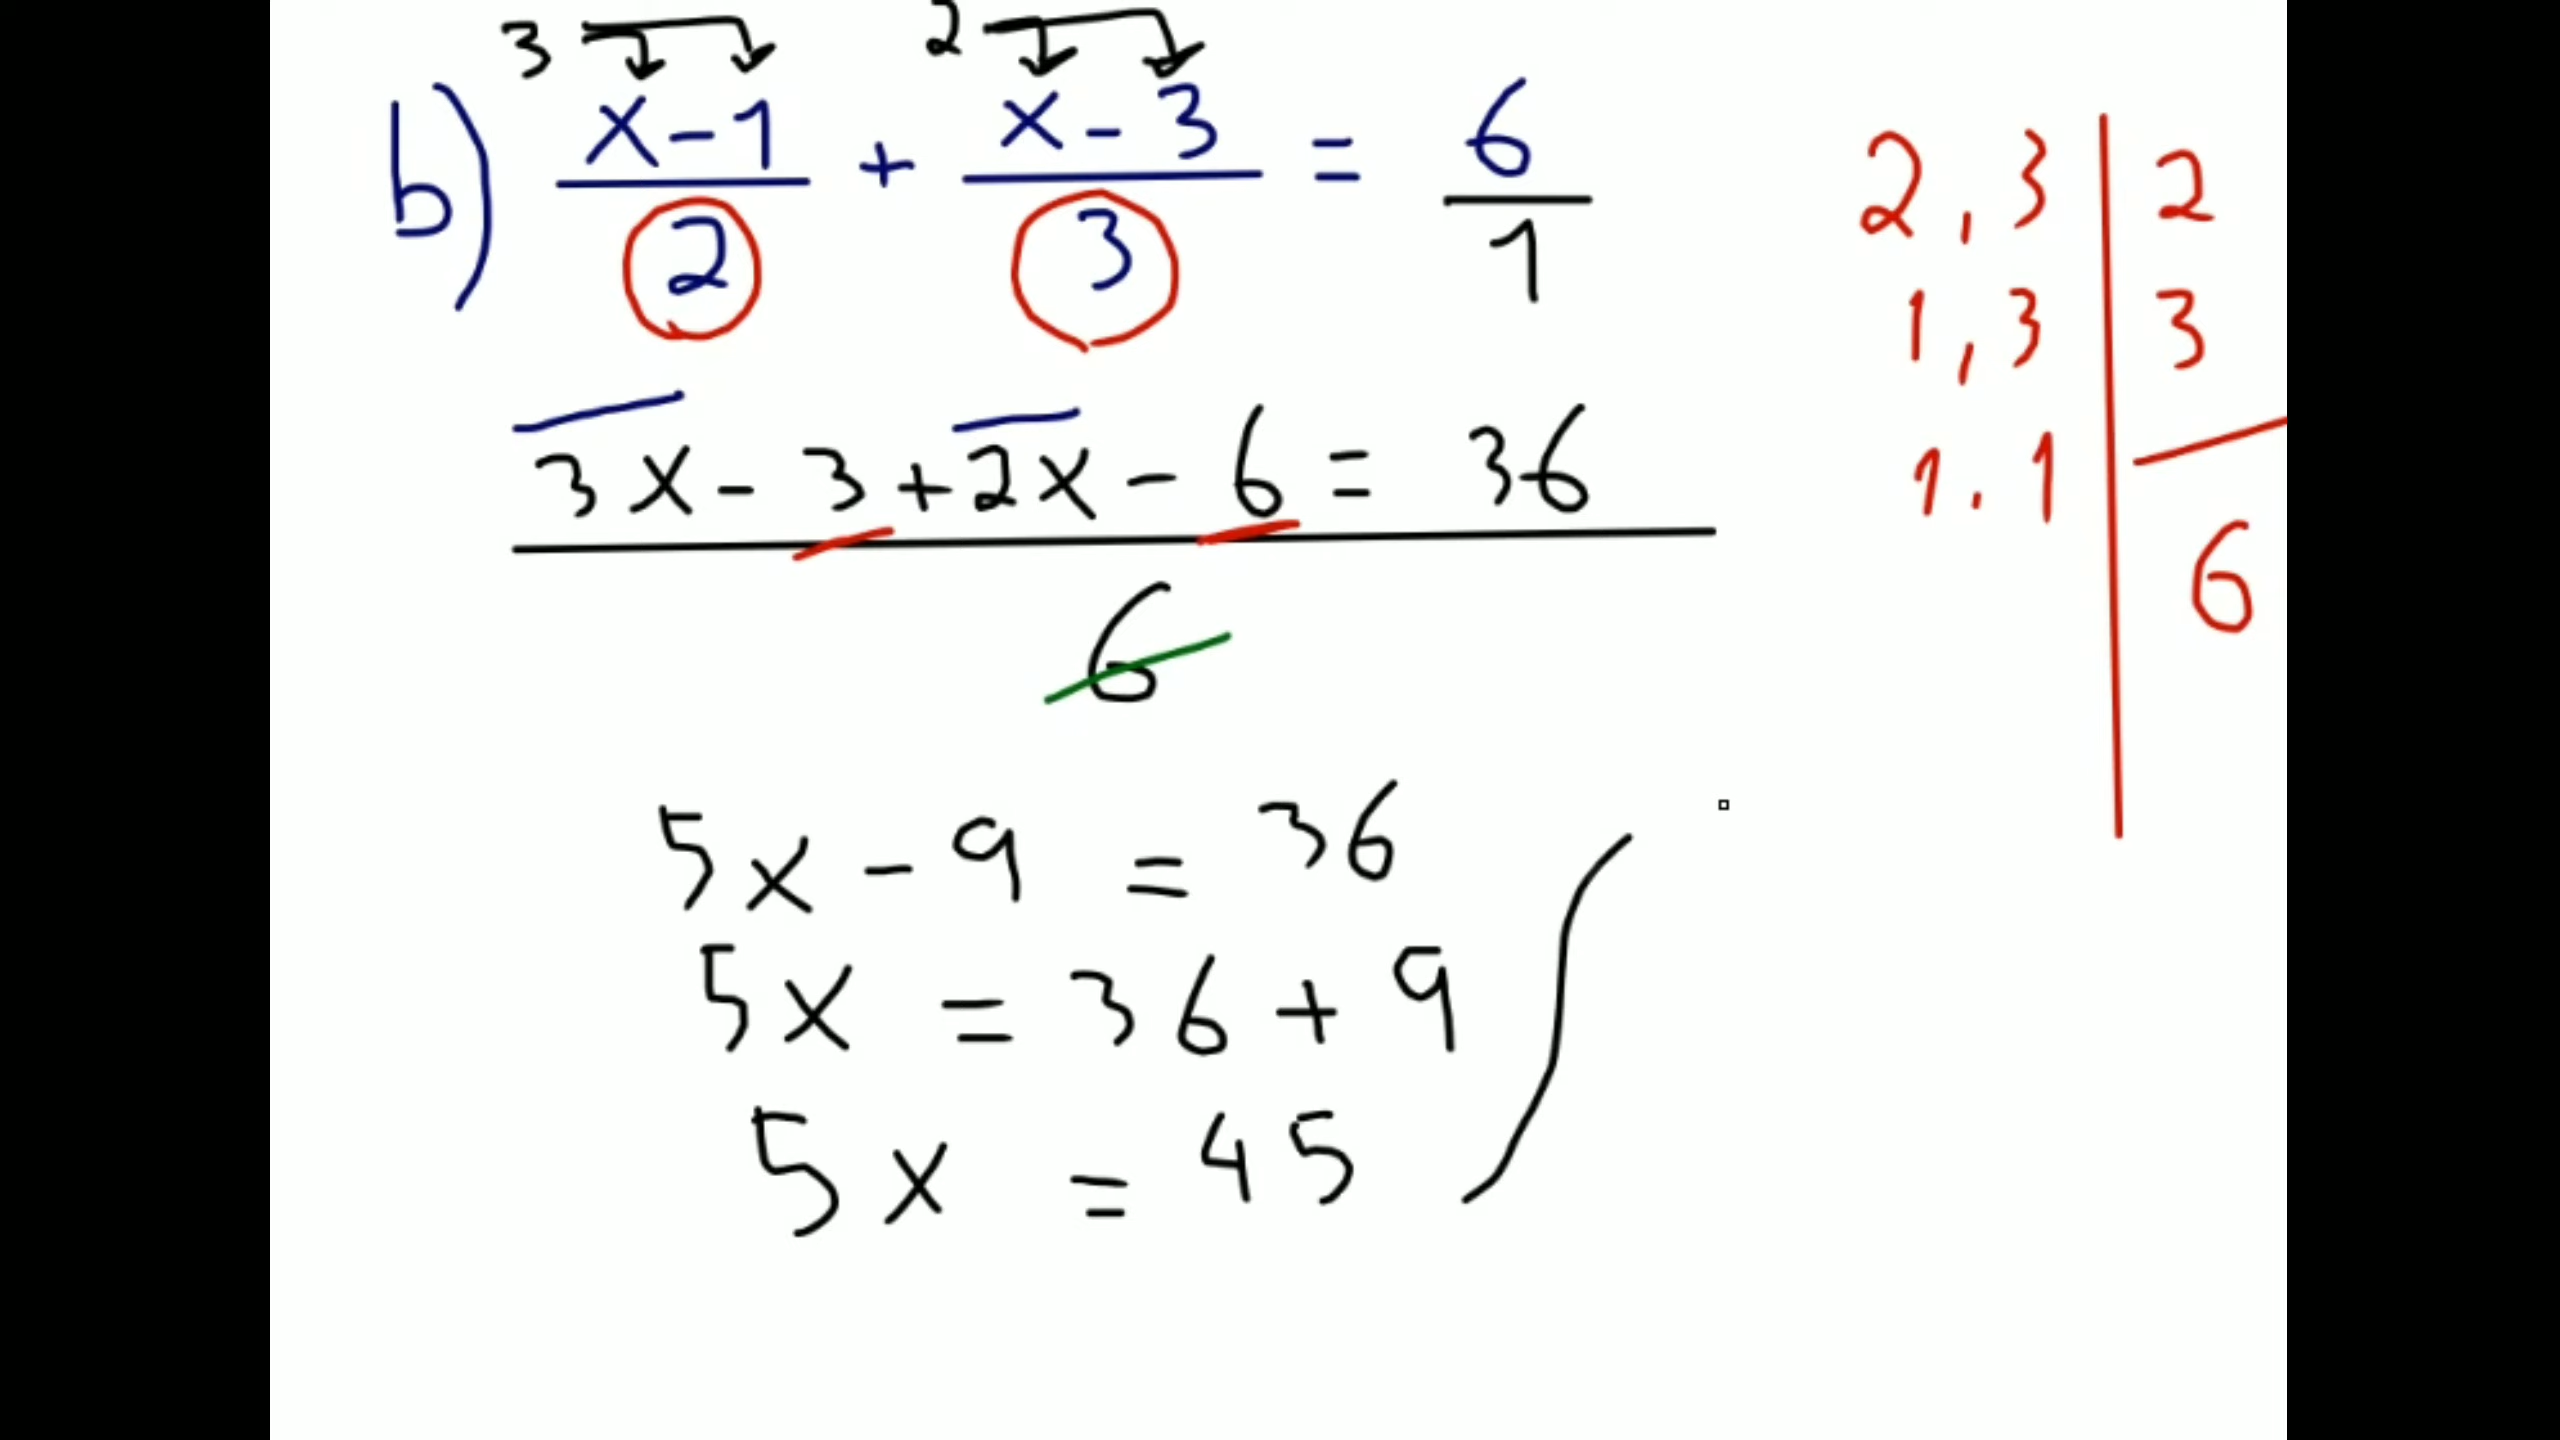 3 2
b) x-1/2 + x-3/3 = 6/1
3x - 3 + 2x - 6 = 36
6
5x - 9 = 36
5x = 36 + 9
5x = 45
2, 3 | 2
1, 3 | 3
1. 1
6